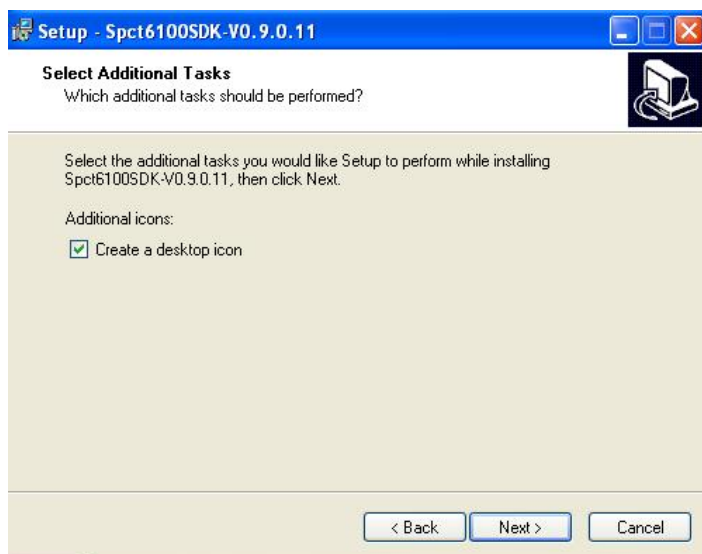 Setup - Spct6100SDK-V0.9.0.11
Select Additional Tasks
Which additional tasks should be performed?
Select the additional tasks you would like Setup to perform while installing
Spct6100SDK-V0.9.0.11, then click Next.
Additional icons:
Create a desktop icon
< Back Next > Cancel